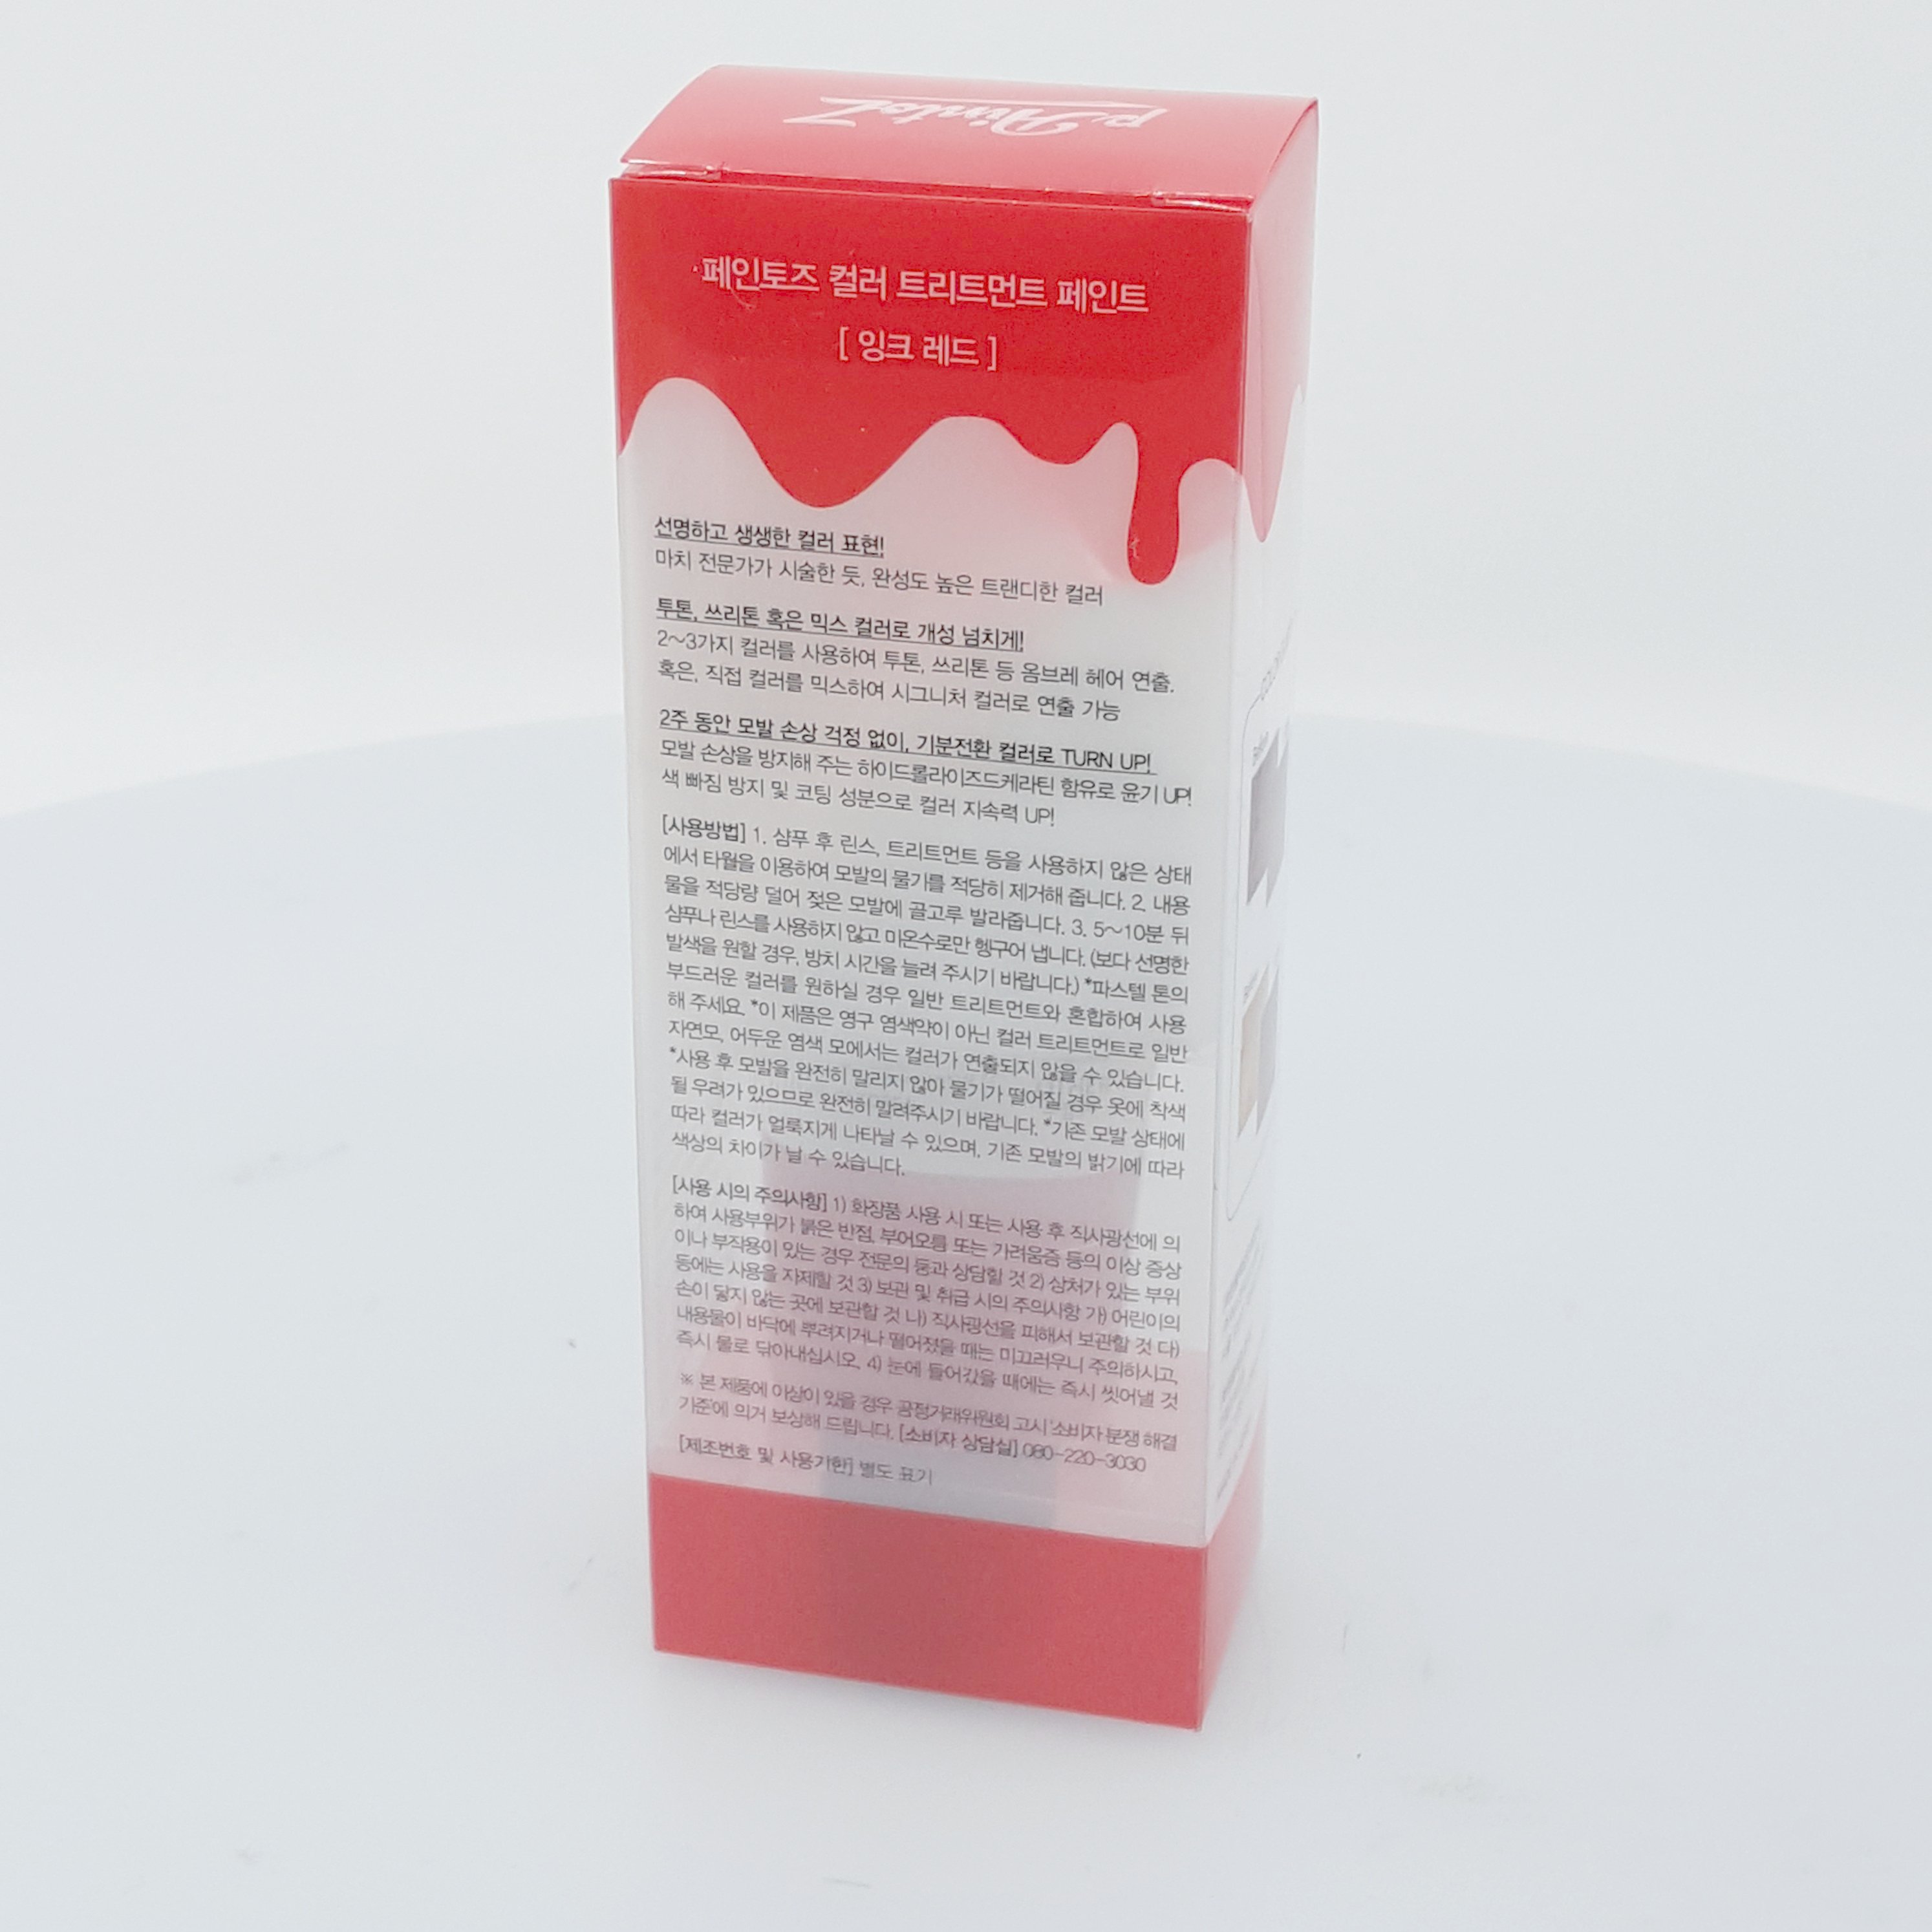 pAintoZ
페인토즈 컬러 트리트먼트 페인트
[ 잉크 레드 ]
선명하고 생생한 컬러 표현!
마치 전문가가 시술한 듯, 완성도 높은 트랜디한 컬러
투톤, 쓰리톤 혹은 믹스 컬러로 개성 넘치게!
2~3가지 컬러를 사용하여 투톤, 쓰리톤 등 옴브레 헤어 연출.
혹은, 직접 컬러를 믹스하여 시그니처 컬러로 연출 가능
2주 동안 모발 손상 걱정 없이, 기분전환 컬러로 TURN UP!
모발 손상을 방지해 주는 하이드롤라이즈드케라틴 함유로 윤기 UP!
색 빠짐 방지 및 코팅 성분으로 컬러 지속력 UP!
[사용방법] 1. 샴푸 후 린스, 트리트먼트 등을 사용하지 않은 상태
에서 타월을 이용하여 모발의 물기를 적당히 제거해 줍니다. 2. 내용
물을 적당량 덜어 젖은 모발에 골고루 발라줍니다. 3. 5~10분 뒤
샴푸나 린스를 사용하지 않고 미온수로만 헹구어 냅니다. (보다 선명한
발색을 원할 경우, 방치 시간을 늘려 주시기 바랍니다.) *파스텔 톤의
부드러운 컬러를 원하실 경우 일반 트리트먼트와 혼합하여 사용
해 주세요. *이 제품은 영구 염색약이 아닌 컬러 트리트먼트로 일반
자연모, 어두운 염색 모에서는 컬러가 연출되지 않을 수 있습니다.
*사용 후 모발을 완전히 말리지 않아 물기가 떨어질 경우 옷에 착색
될 우려가 있으므로 완전히 말려주시기 바랍니다. *기존 모발 상태에
따라 컬러가 얼룩지게 나타날 수 있으며, 기존 모발의 밝기에 따라
색상의 차이가 날 수 있습니다.
[사용 시의 주의사항] 1) 화장품 사용 시 또는 사용 후 직사광선에 의
하여 사용부위가 붉은 반점, 부어오름 또는 가려움증 등의 이상 증상
이나 부작용이 있는 경우 전문의 등과 상담할 것 2) 상처가 있는 부위
등에는 사용을 자제할 것 3) 보관 및 취급 시의 주의사항 가) 어린이의
손이 닿지 않는 곳에 보관할 것 나) 직사광선을 피해서 보관할 것 다)
내용물이 바닥에 뿌려지거나 떨어졌을 때는 미끄러우니 주의하시고,
즉시 물로 닦아내십시오. 4) 눈에 들어갔을 때에는 즉시 씻어낼 것
※ 본 제품에 이상이 있을 경우 공정거래위원회 고시 '소비자 분쟁 해결
기준'에 의거 보상해 드립니다. [소비자 상담실] 080-220-3030
[제조번호 및 사용기한] 별도 표기